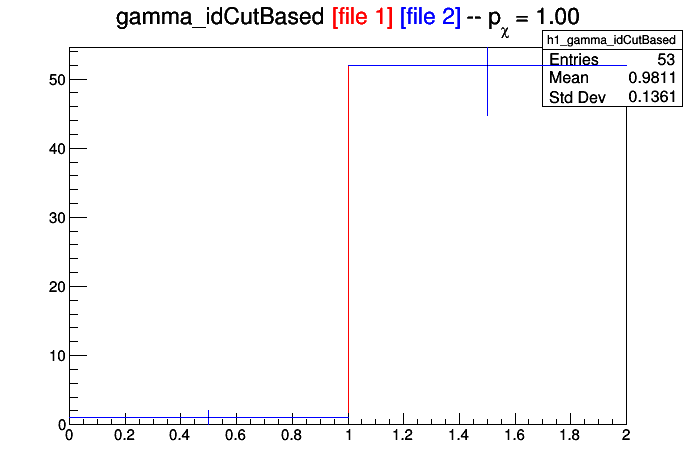 gamma_idCutBased [file 1] [file 2] -- pχ = 1.00
h1_gamma_idCutBased
Entries 53
Mean 0.9811
Std Dev 0.1361
50
40
30
20
10
0
0 0.2 0.4 0.6 0.8 1 1.2 1.4 1.6 1.8 2